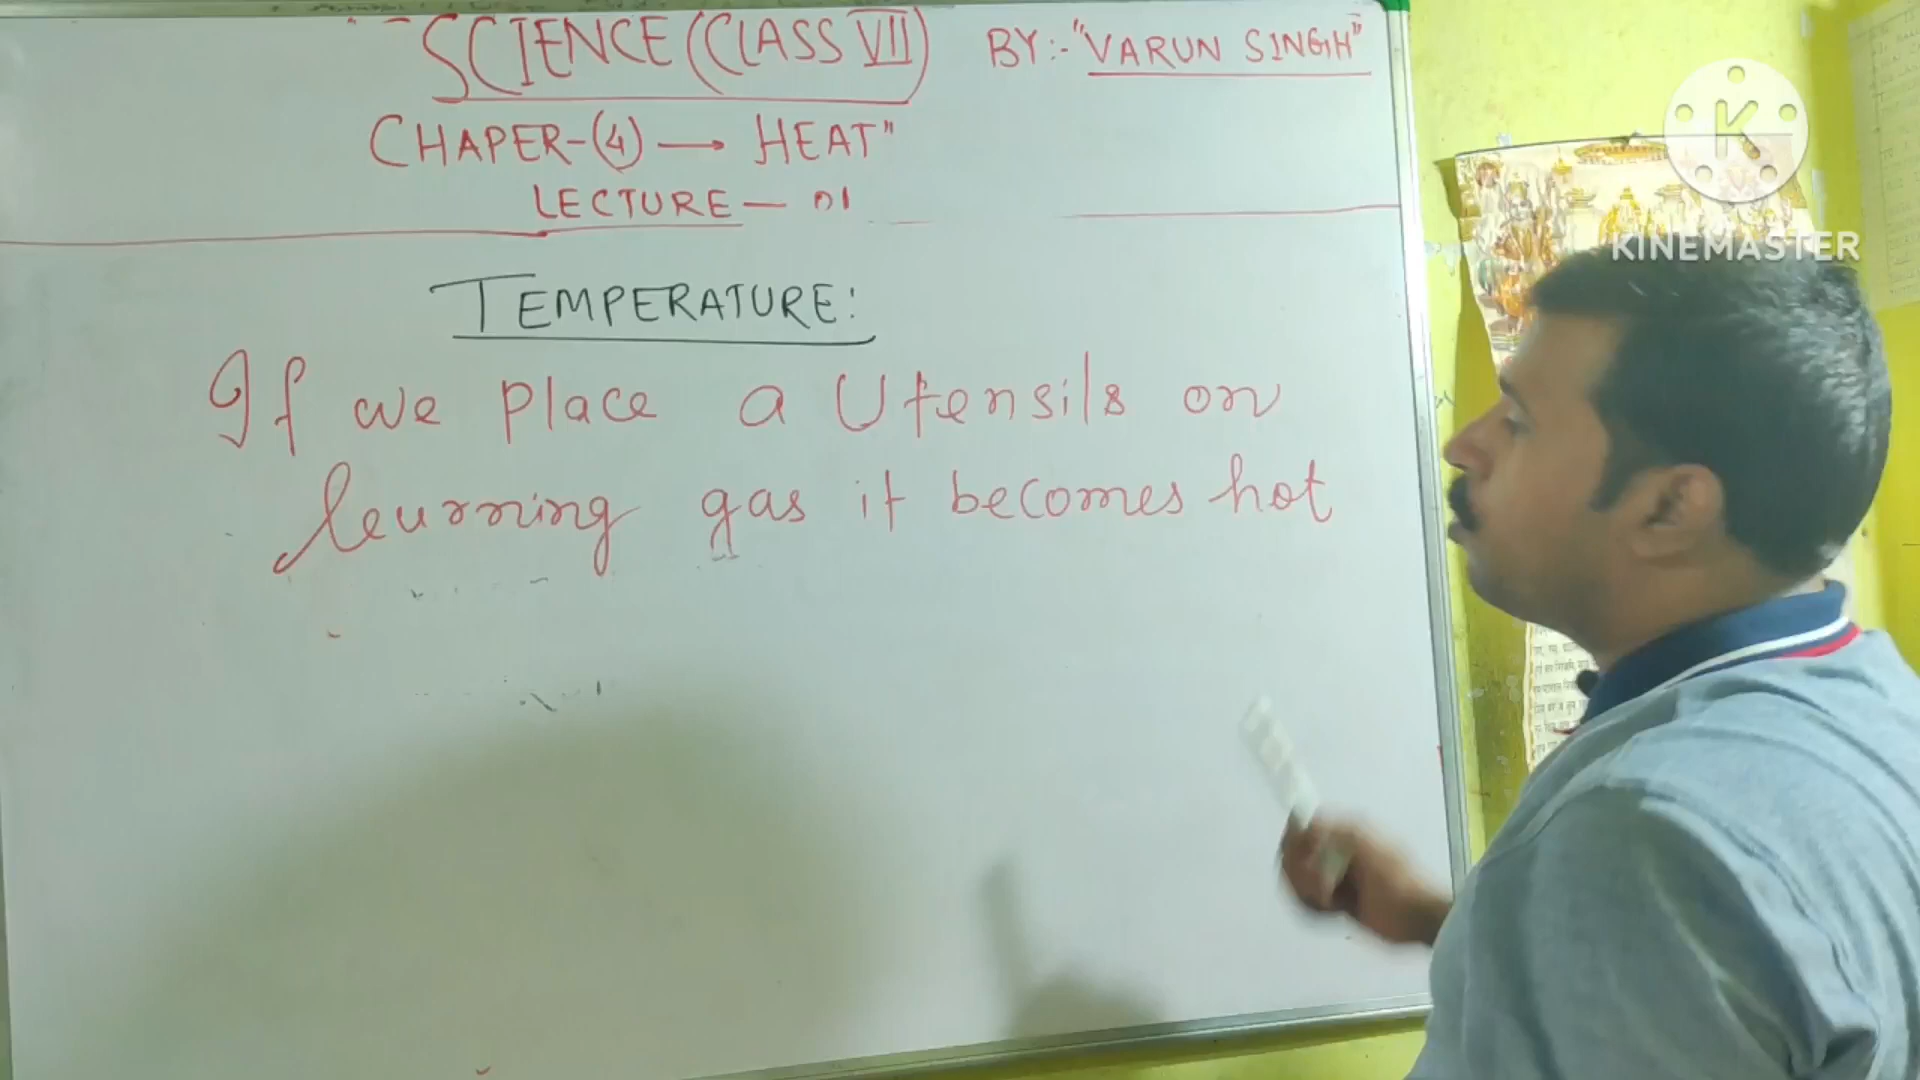 SCIENCE (CLASS VII) BY:- "VARUN SINGH"
CHAPER-(4) → HEAT"
LECTURE — 01
KINEMASTER
TEMPERATURE:
If we place a Utensils on
leurning gas it becomes hot